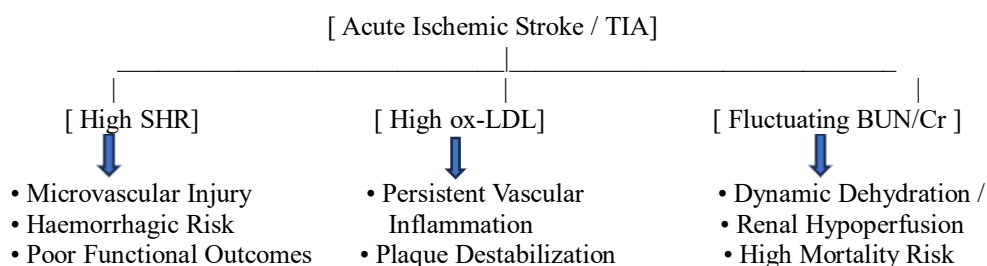 [ Acute Ischemic Stroke / TIA]
[ High SHR] [ High ox-LDL] [ Fluctuating BUN/Cr ]
• Microvascular Injury • Persistent Vascular • Dynamic Dehydration /
• Haemorrhagic Risk Inflammation • Renal Hypoperfusion
• Poor Functional Outcomes • Plaque Destabilization • High Mortality Risk